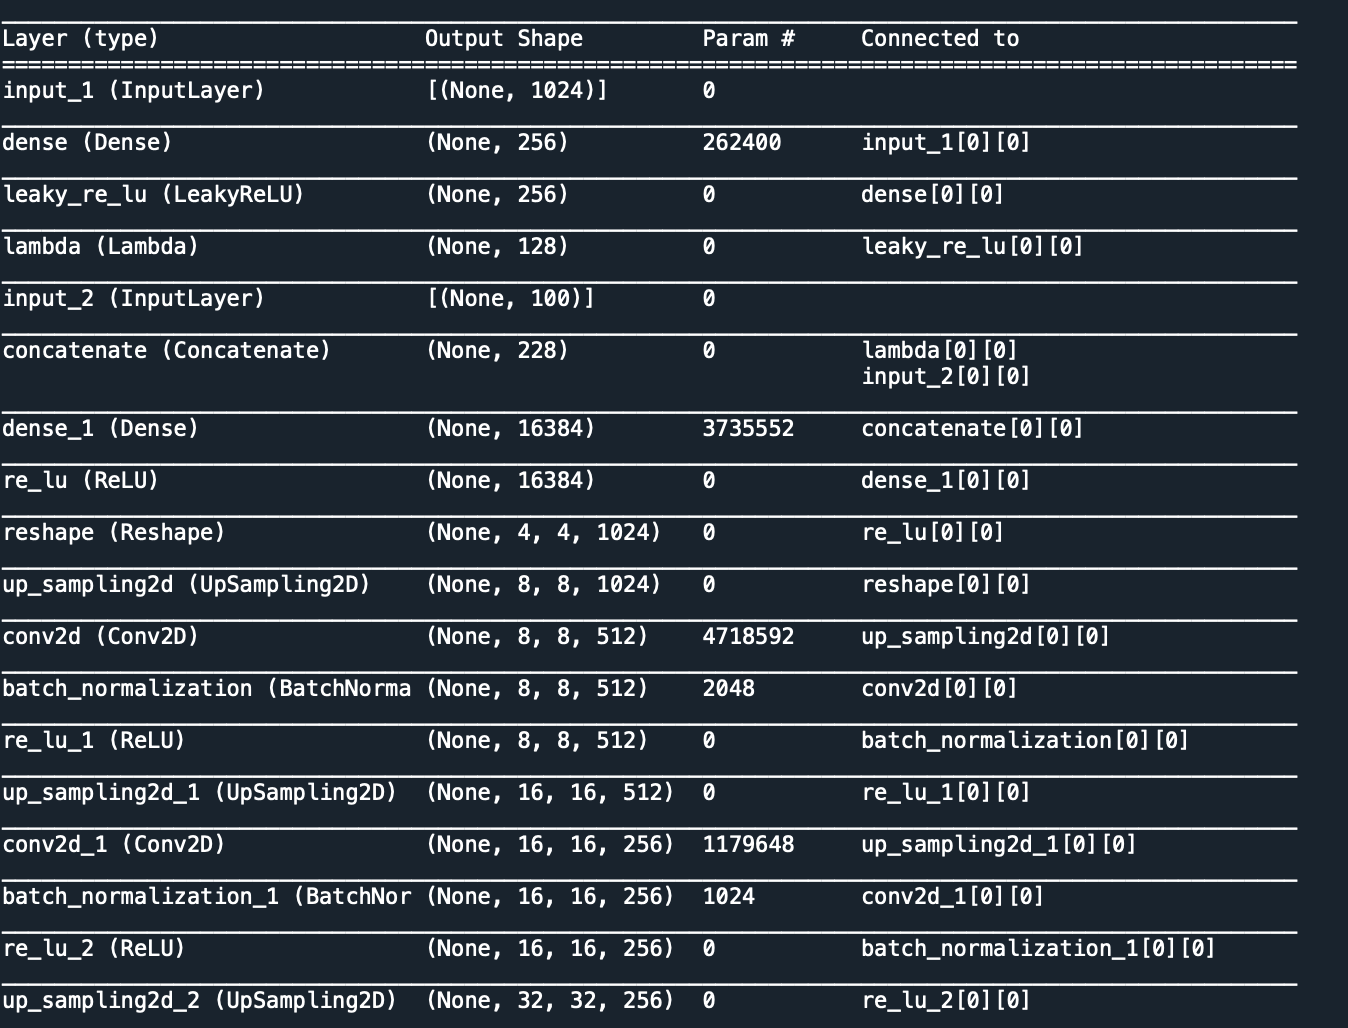 Layer (type) Output Shape Param # Connected to
input_1 (InputLayer) [(None, 1024)] 0
dense (Dense) (None, 256) 262400 input_1[0][0]
leaky_re_lu (LeakyReLU) (None, 256) 0 dense[0][0]
lambda (Lambda) (None, 128) 0 leaky_re_lu[0][0]
input_2 (InputLayer) [(None, 100)] 0
concatenate (Concatenate) (None, 228) 0 lambda[0][0]
input_2[0][0]
dense_1 (Dense) (None, 16384) 3735552 concatenate[0][0]
re_lu (ReLU) (None, 16384) 0 dense_1[0][0]
reshape (Reshape) (None, 4, 4, 1024) 0 re_lu[0][0]
up_sampling2d (UpSampling2D) (None, 8, 8, 1024) 0 reshape[0][0]
conv2d (Conv2D) (None, 8, 8, 512) 4718592 up_sampling2d[0][0]
batch_normalization (BatchNorma (None, 8, 8, 512) 2048 conv2d[0][0]
re_lu_1 (ReLU) (None, 8, 8, 512) 0 batch_normalization[0][0]
up_sampling2d_1 (UpSampling2D) (None, 16, 16, 512) 0 re_lu_1[0][0]
conv2d_1 (Conv2D) (None, 16, 16, 256) 1179648 up_sampling2d_1[0][0]
batch_normalization_1 (BatchNor (None, 16, 16, 256) 1024 conv2d_1[0][0]
re_lu_2 (ReLU) (None, 16, 16, 256) 0 batch_normalization_1[0][0]
up_sampling2d_2 (UpSampling2D) (None, 32, 32, 256) 0 re_lu_2[0][0]